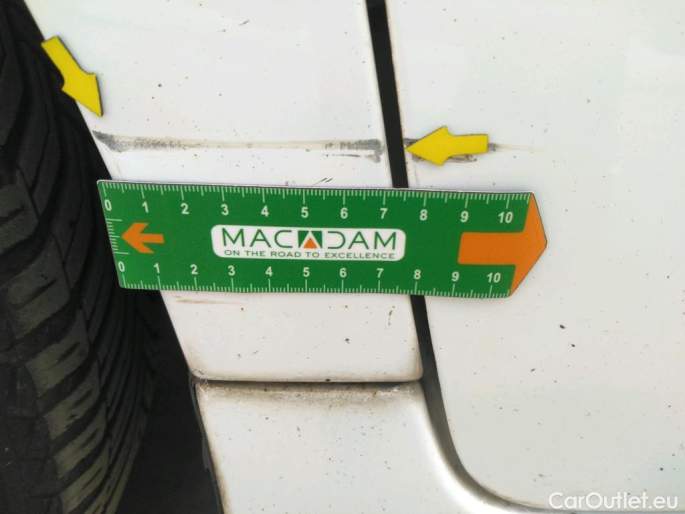 0 1 2 3 4 5 6 7 8 9 10
MACADAM
ON THE ROAD TO EXCELLENCE
0 1 2 3 4 5 6 7 8 9 10
CarOutlet.eu